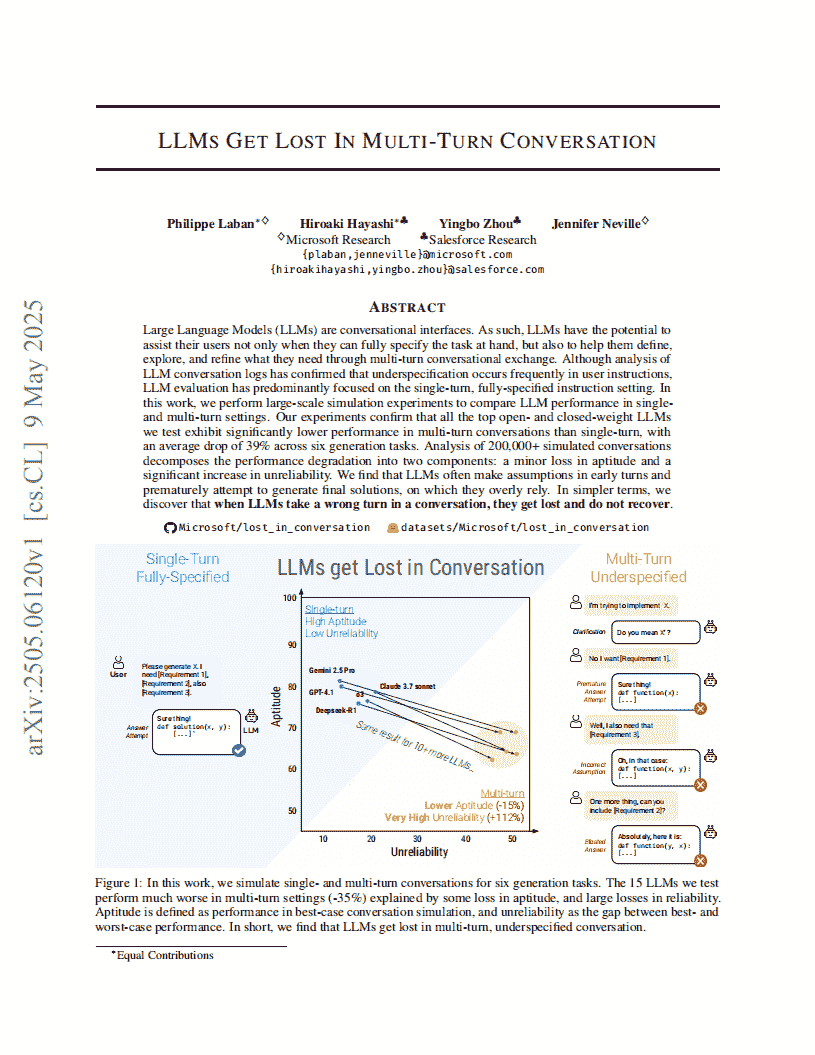 arXiv:2505.06120v1 [cs.CL] 9 May 2025
LLMS GET LOST IN MULTI-TURN CONVERSATION
Philippe Laban*♢ Hiroaki Hayashi*♣ Yingbo Zhou♣ Jennifer Neville♢
♢Microsoft Research ♣Salesforce Research
{plaban,jenneville}@microsoft.com
{hiroakihayashi,yingbo.zhou}@salesforce.com
ABSTRACT
Large Language Models (LLMs) are conversational interfaces. As such, LLMs have the potential to
assist their users not only when they can fully specify the task at hand, but also to help them define,
explore, and refine what they need through multi-turn conversational exchange. Although analysis of
LLM conversation logs has confirmed that underspecification occurs frequently in user instructions,
LLM evaluation has predominantly focused on the single-turn, fully-specified instruction setting. In
this work, we perform large-scale simulation experiments to compare LLM performance in single-
and multi-turn settings. Our experiments confirm that all the top open- and closed-weight LLMs
we test exhibit significantly lower performance in multi-turn conversations than single-turn, with
an average drop of 39% across six generation tasks. Analysis of 200,000+ simulated conversations
decomposes the performance degradation into two components: a minor loss in aptitude and a
significant increase in unreliability. We find that LLMs often make assumptions in early turns and
prematurely attempt to generate final solutions, on which they overly rely. In simpler terms, we
discover that when LLMs take a wrong turn in a conversation, they get lost and do not recover.
Microsoft/lost_in_conversation datasets/Microsoft/lost_in_conversation
Single-Turn
Fully-Specified
User
Please generate X. I
need [Requirement 1],
[Requirement 2], also
[Requirement 3].
Answer
Attempt
Sure thing!
def solution(x, y):
[...]`
LLM
LLMs get Lost in Conversation
100
90
80
70
60
50
Aptitude
Single-turn
High Aptitude
Low Unreliability
Gemini 2.5 Pro
GPT-4.1
o3
Claude 3.7 sonnet
Deepseek-R1
Same result for 10+ more LLMs...
Multi-turn
Lower Aptitude (-15%)
Very High Unreliability (+112%)
10 20 30 40 50
Unreliability
Multi-Turn
Underspecified
I'm trying to implement X.
Clarification
Do you mean X'?
No I want [Requirement 1].
Premature
Answer
Attempt
Sure thing!
def function(x):
[...]
Well, I also need that
[Requirement 3].
Incorrect
Assumption
Oh, in that case:
def function(x, y):
[...]
One more thing, can you
include [Requirement 2]?
Bloated
Answer
Absolutely, here it is:
def function(y, x):
[...]
Figure 1: In this work, we simulate single- and multi-turn conversations for six generation tasks. The 15 LLMs we test
perform much worse in multi-turn settings (-35%) explained by some loss in aptitude, and large losses in reliability.
Aptitude is defined as performance in best-case conversation simulation, and unreliability as the gap between best- and
worst-case performance. In short, we find that LLMs get lost in multi-turn, underspecified conversation.
*Equal Contributions